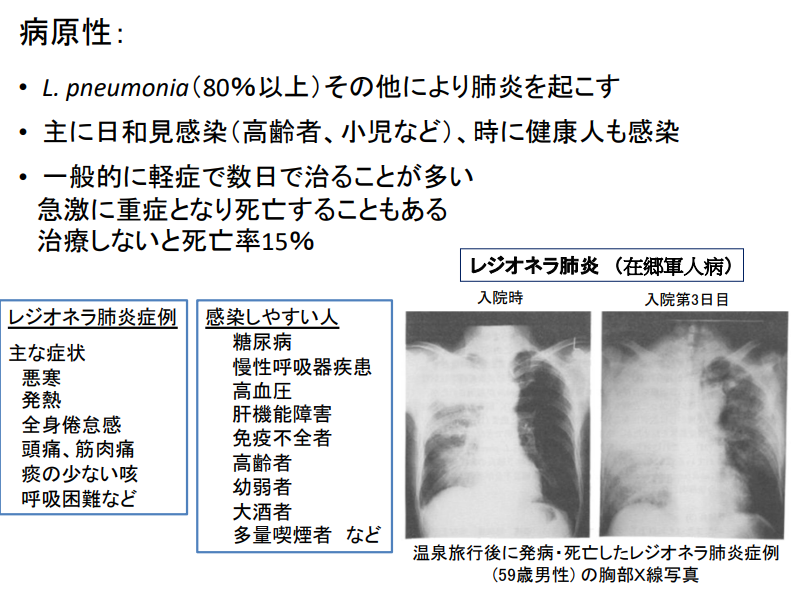 病原性：
• L. pneumonia（80％以上）その他により肺炎を起こす
• 主に日和見感染（高齢者、小児など）、時に健康人も感染
• 一般的に軽症で数日で治ることが多い
急激に重症となり死亡することもある
治療しないと死亡率15％
レジオネラ肺炎 （在郷軍人病）
入院時
入院第3日目
レジオネラ肺炎症例
主な症状
悪寒
発熱
全身倦怠感
頭痛、筋肉痛
痰の少ない咳
呼吸困難など
感染しやすい人
糖尿病
慢性呼吸器疾患
高血圧
肝機能障害
免疫不全者
高齢者
幼弱者
大酒者
多量喫煙者 など
温泉旅行後に発病・死亡したレジオネラ肺炎症例
（59歳男性）の胸部X線写真